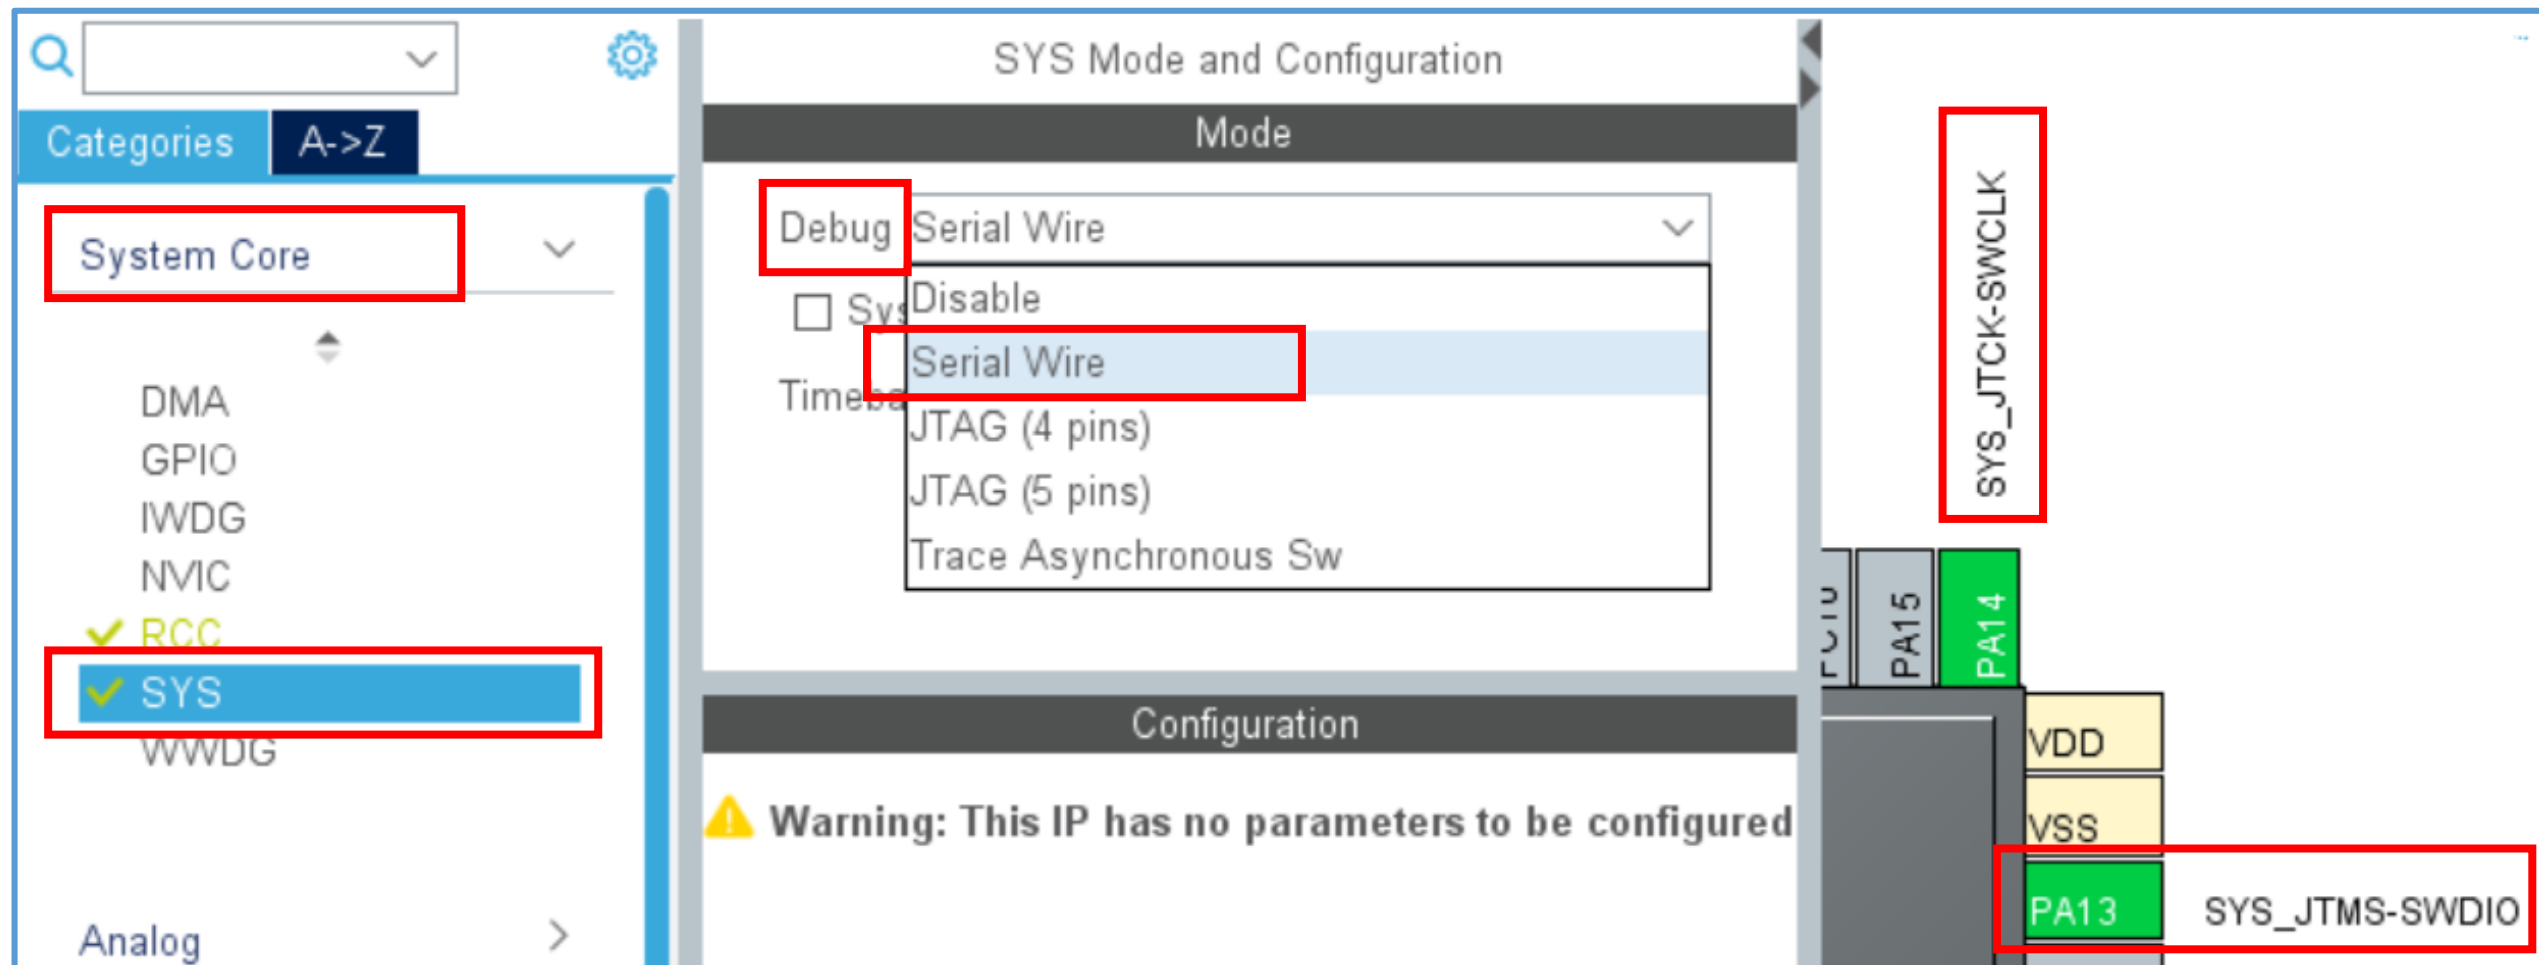 Categories
A->Z
System Core
DMA
GPIO
IWDG
NVIC
RCC
SYS
WWDG
Analog
SYS Mode and Configuration
Mode
Debug Serial Wire
Disable
Serial Wire
JTAG (4 pins)
JTAG (5 pins)
Trace Asynchronous Sw
Configuration
Warning: This IP has no parameters to be configured
SYS_JTCK-SWCLK
PA15
PA14
VDD
VSS
PA13 SYS_JTMS-SWDIO